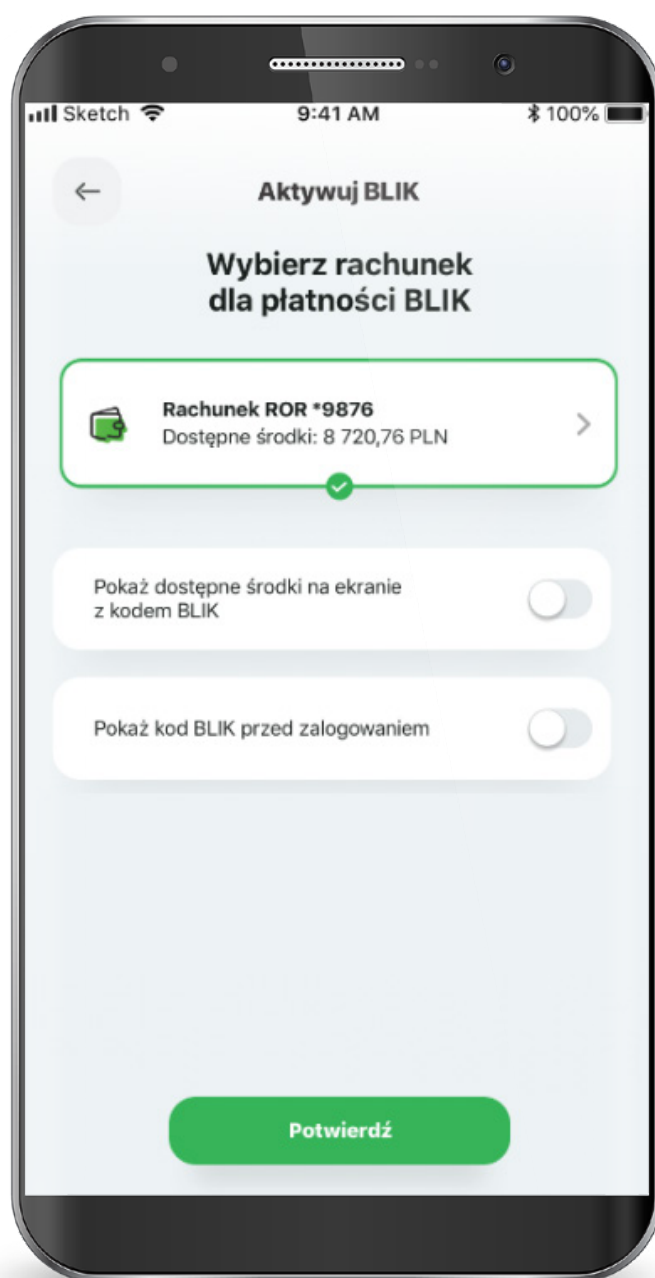 Sketch 9:41 AM 100%
Aktywuj BLIK
Wybierz rachunek
dla płatności BLIK
Rachunek ROR *9876
Dostępne środki: 8 720,76 PLN
Pokaż dostępne środki na ekranie
z kodem BLIK
Pokaż kod BLIK przed zalogowaniem
Potwierdź